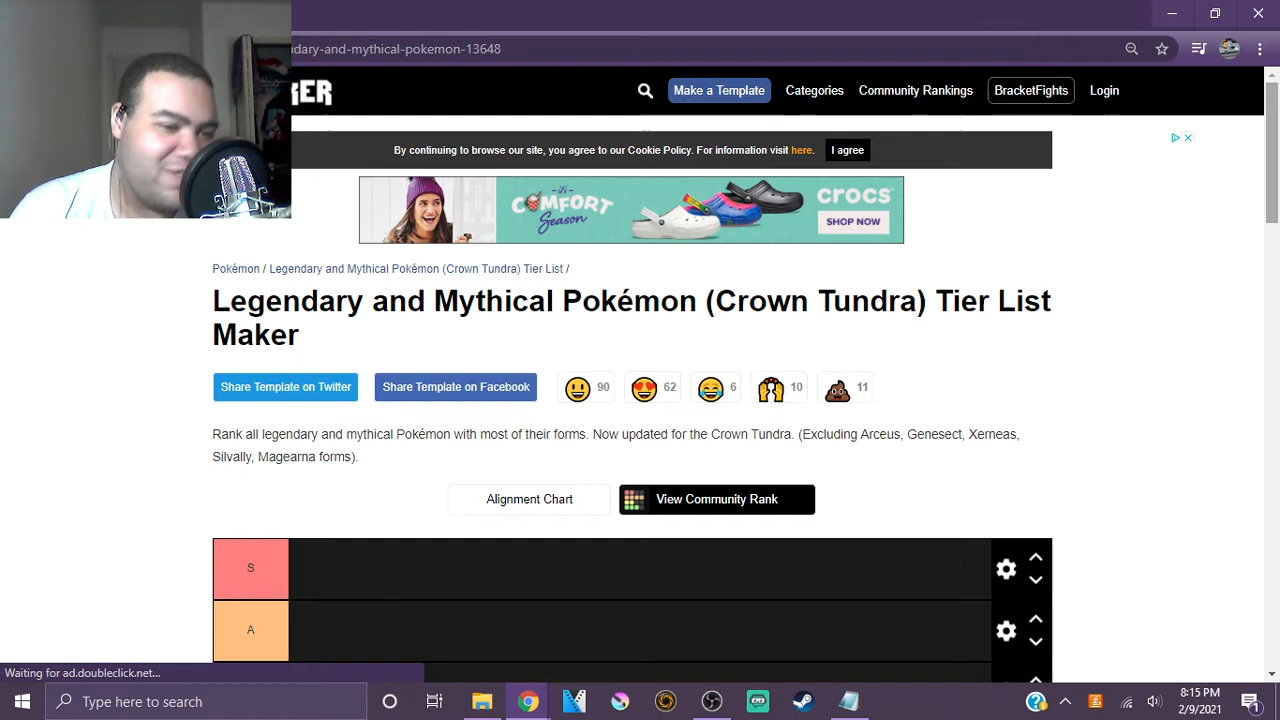 dary-and-mythical-pokemon-13648
KER
Make a Template
Categories
Community Rankings
BracketFights
Login
By continuing to browse our site, you agree to our Cookie Policy. For information visit here.
I agree
it's
COMFORT
Season
crocs
SHOP NOW
Pokémon / Legendary and Mythical Pokémon (Crown Tundra) Tier List /
Legendary and Mythical Pokémon (Crown Tundra) Tier List
Maker
Share Template on Twitter
Share Template on Facebook
90
62
6
10
11
Rank all legendary and mythical Pokémon with most of their forms. Now updated for the Crown Tundra. (Excluding Arceus, Genesect, Xerneas,
Silvally, Magearna forms).
Alignment Chart
View Community Rank
S
A
Waiting for ad.doubleclick.net...
Type here to search
8:15 PM
2/9/2021
1